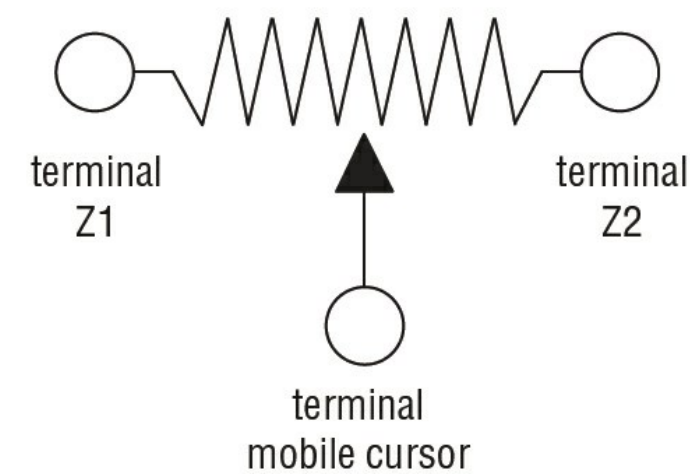 terminal
Z1
terminal
Z2
terminal
mobile cursor